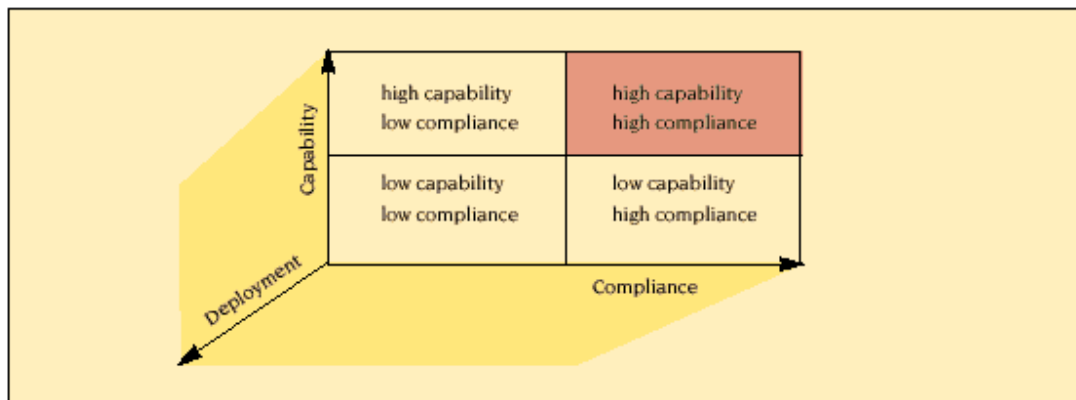 high capability
low compliance
high capability
high compliance
Capability
low capability
low compliance
low capability
high compliance
Deployment
Compliance